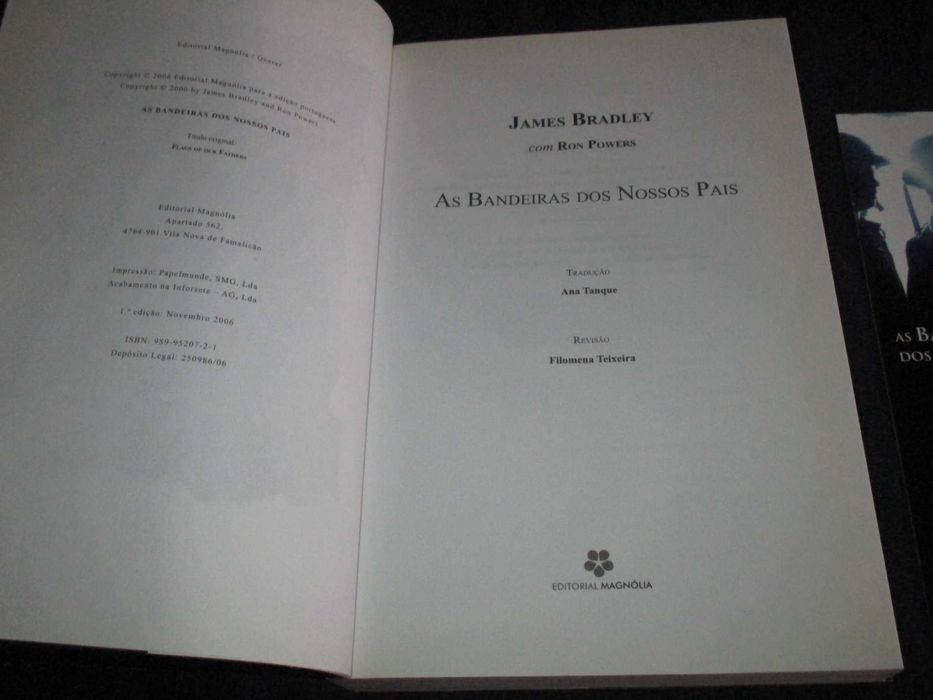 Editorial Magnólia / Quasar
Copyright © 2006 Editorial Magnólia para a edição portuguesa
Copyright © 2000 by James Bradley and Ron Powers
AS BANDEIRAS DOS NOSSOS PAIS
Título original:
FLAGS OF OUR FATHERS
Editorial Magnólia
Apartado 562,
4764-901 Vila Nova de Famalicão
Impressão: Papelmunde, SMG, Lda
Acabamento na Inforsete – AG, Lda
1.ª edição: Novembro 2006
ISBN: 989-95207-2-1
Depósito Legal: 250986/06
JAMES BRADLEY
com RON POWERS
AS BANDEIRAS DOS NOSSOS PAIS
TRADUÇÃO
Ana Tanque
REVISÃO
Filomena Teixeira
EDITORIAL MAGNÓLIA
AS BA
DOS